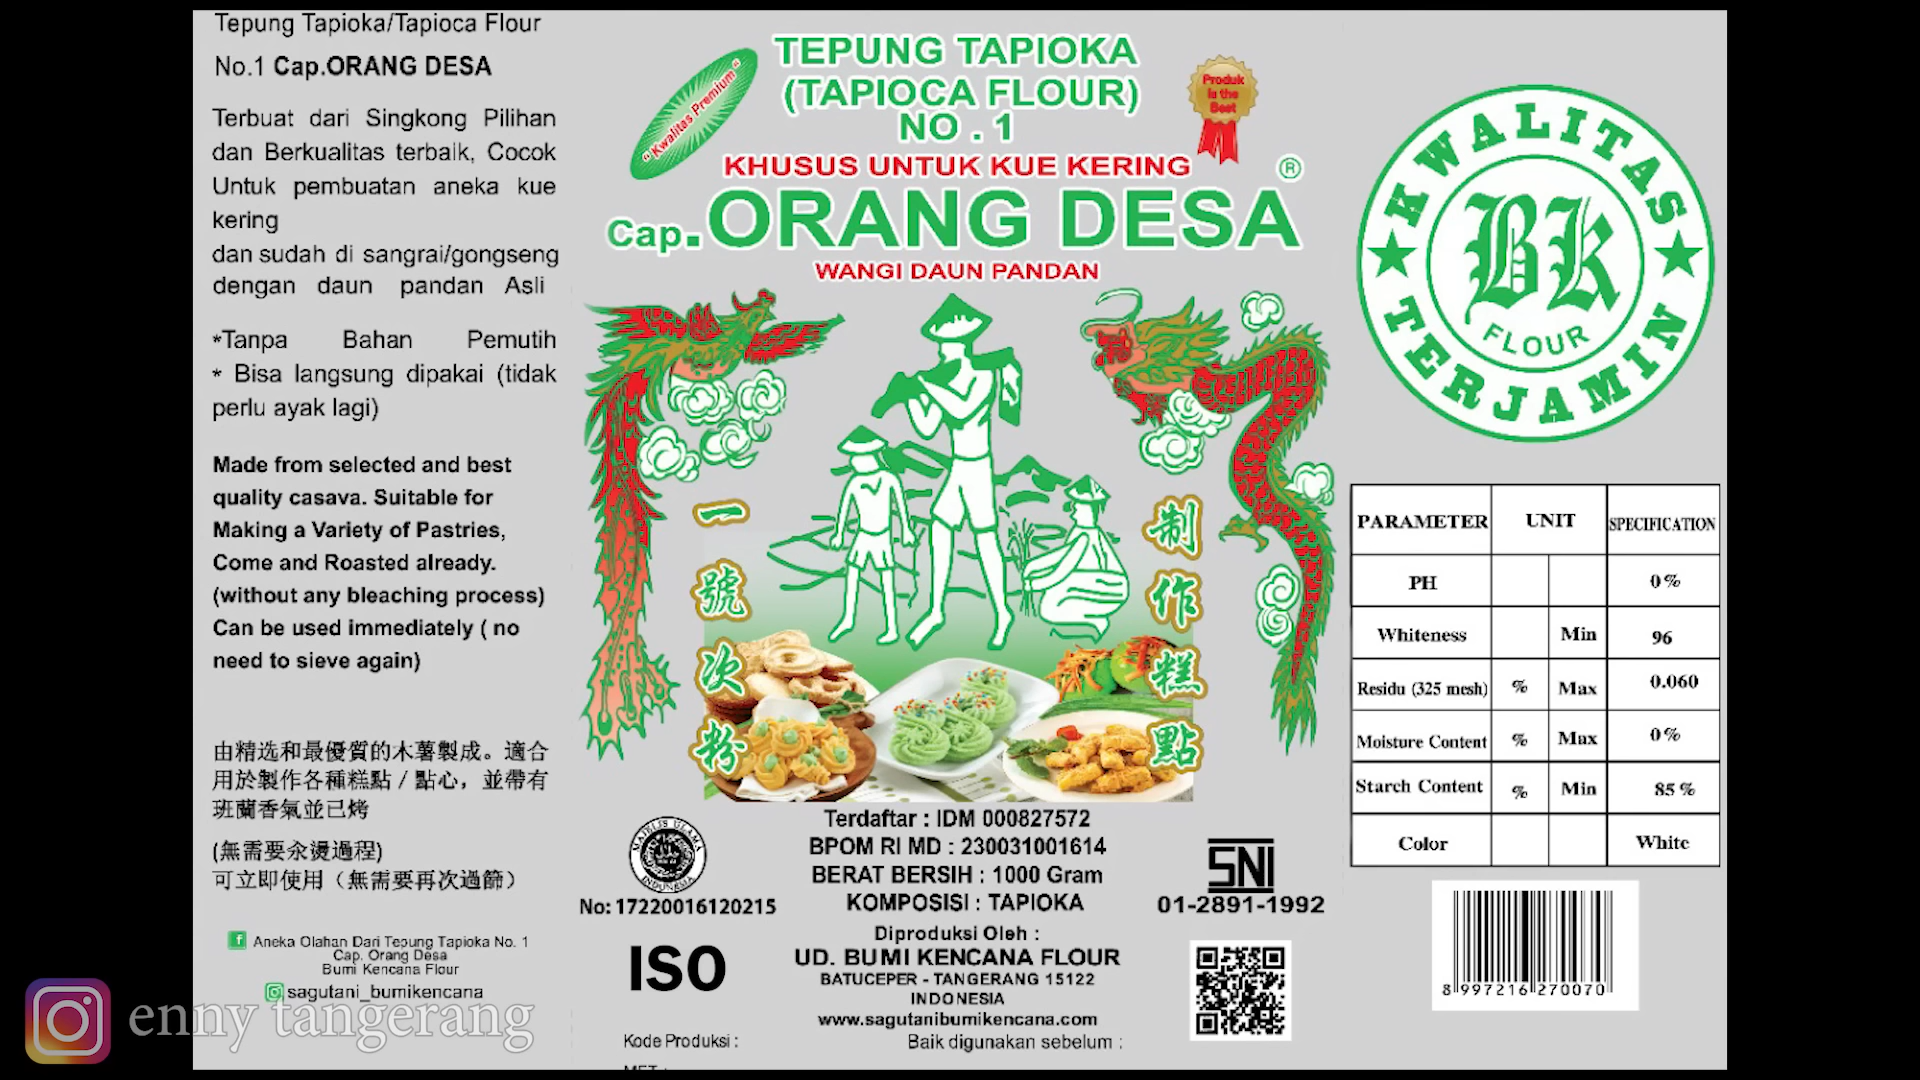 Tepung Tapioka/Tapioca Flour
No.1 Cap.ORANG DESA
Terbuat dari Singkong Pilihan
dan Berkualitas terbaik, Cocok
Untuk pembuatan aneka kue
kering
dan sudah di sangrai/gongseng
dengan daun pandan Asli
*Tanpa Bahan Pemutih
* Bisa langsung dipakai (tidak
perlu ayak lagi)
Made from selected and best
quality casava. Suitable for
Making a Variety of Pastries,
Come and Roasted already.
(without any bleaching process)
Can be used immediately ( no
need to sieve again)
由精选和最優質的木薯製成。適合
用於製作各種糕點 / 點心，並帶有
班蘭香氣並已烤
(無需要汆燙過程)
可立即使用（無需要再次過篩）
Aneka Olahan Dari Tepung Tapioka No. 1
Cap. Orang Desa
Bumi Kencana Flour
sagutani_bumikencana
enny tangerang
"Kwalitas Premium"
TEPUNG TAPIOKA
(TAPIOCA FLOUR)
NO . 1
Produk
is the
Best
KHUSUS UNTUK KUE KERING
®
Cap.ORANG DESA
WANGI DAUN PANDAN
一號次粉
制作糕點
Terdaftar : IDM 000827572
BPOM RI MD : 230031001614
BERAT BERSIH : 1000 Gram
KOMPOSISI : TAPIOKA
MAJELIS ULAMA
INDONESIA
No: 17220016120215
SNI
01-2891-1992
ISO
Diproduksi Oleh :
UD. BUMI KENCANA FLOUR
BATUCEPER - TANGERANG 15122
INDONESIA
www.sagutanibumikencana.com
Kode Produksi :
Baik digunakan sebelum :
KWALITAS
TERJAMIN
BK
FLOUR
PARAMETER UNIT SPECIFICATION
PH 0%
Whiteness Min 96
Residu (325 mesh) % Max 0.060
Moisture Content % Max 0%
Starch Content % Min 85%
Color White
8 997216 270070